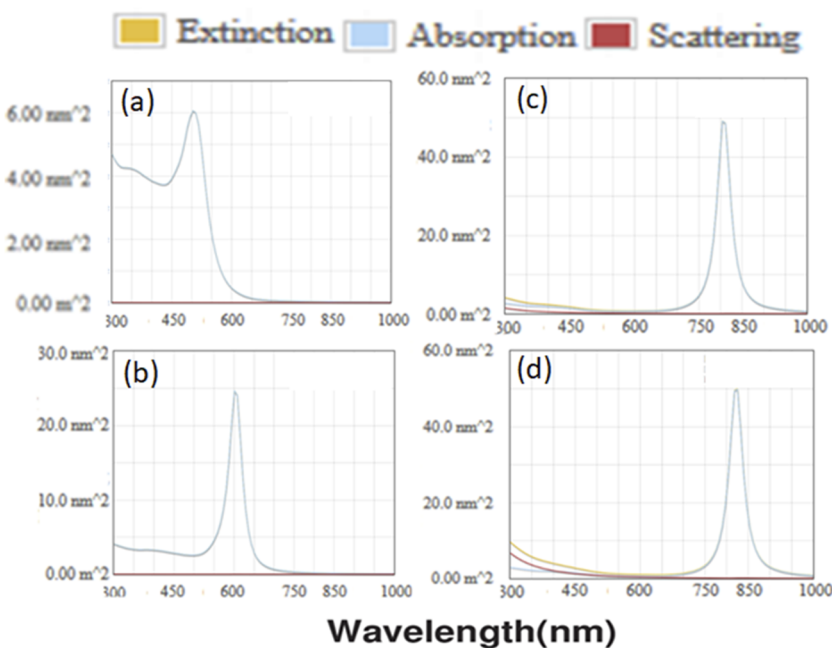 Extinction Absorption Scattering
(a)
6.00 nm^2
4.00 nm^2
2.00 nm^2
0.00 m^2
300 450 600 750 850 1000
(c)
60.0 nm^2
40.0 nm^2
20.0 nm^2
0.00 m^2
300 450 600 750 850 1000
(b)
30.0 nm^2
20.0 nm^2
10.0 nm^2
0.00 m^2
300 450 600 750 850 1000
(d)
60.0 nm^2
40.0 nm^2
20.0 nm^2
0.00 m^2
300 450 600 750 850 1000
Wavelength(nm)